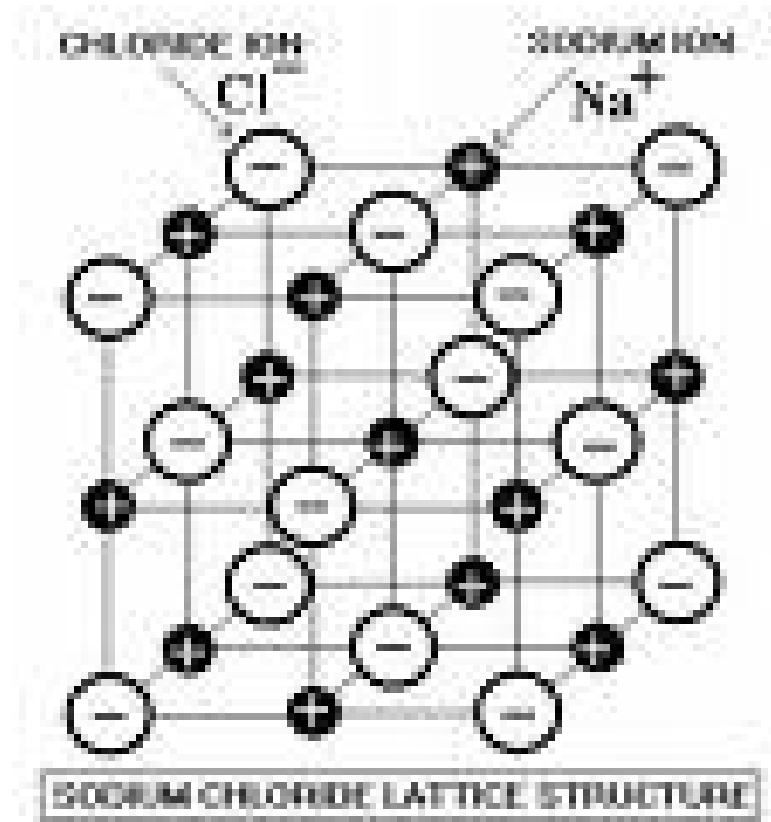 CHLORIDE ION SODIUM ION
Cl⁻ Na⁺
− + −
+ − +
− + −
+ − +
− + −
+ − +
− + −
+ − +
− + −
SODIUM CHLORIDE LATTICE STRUCTURE